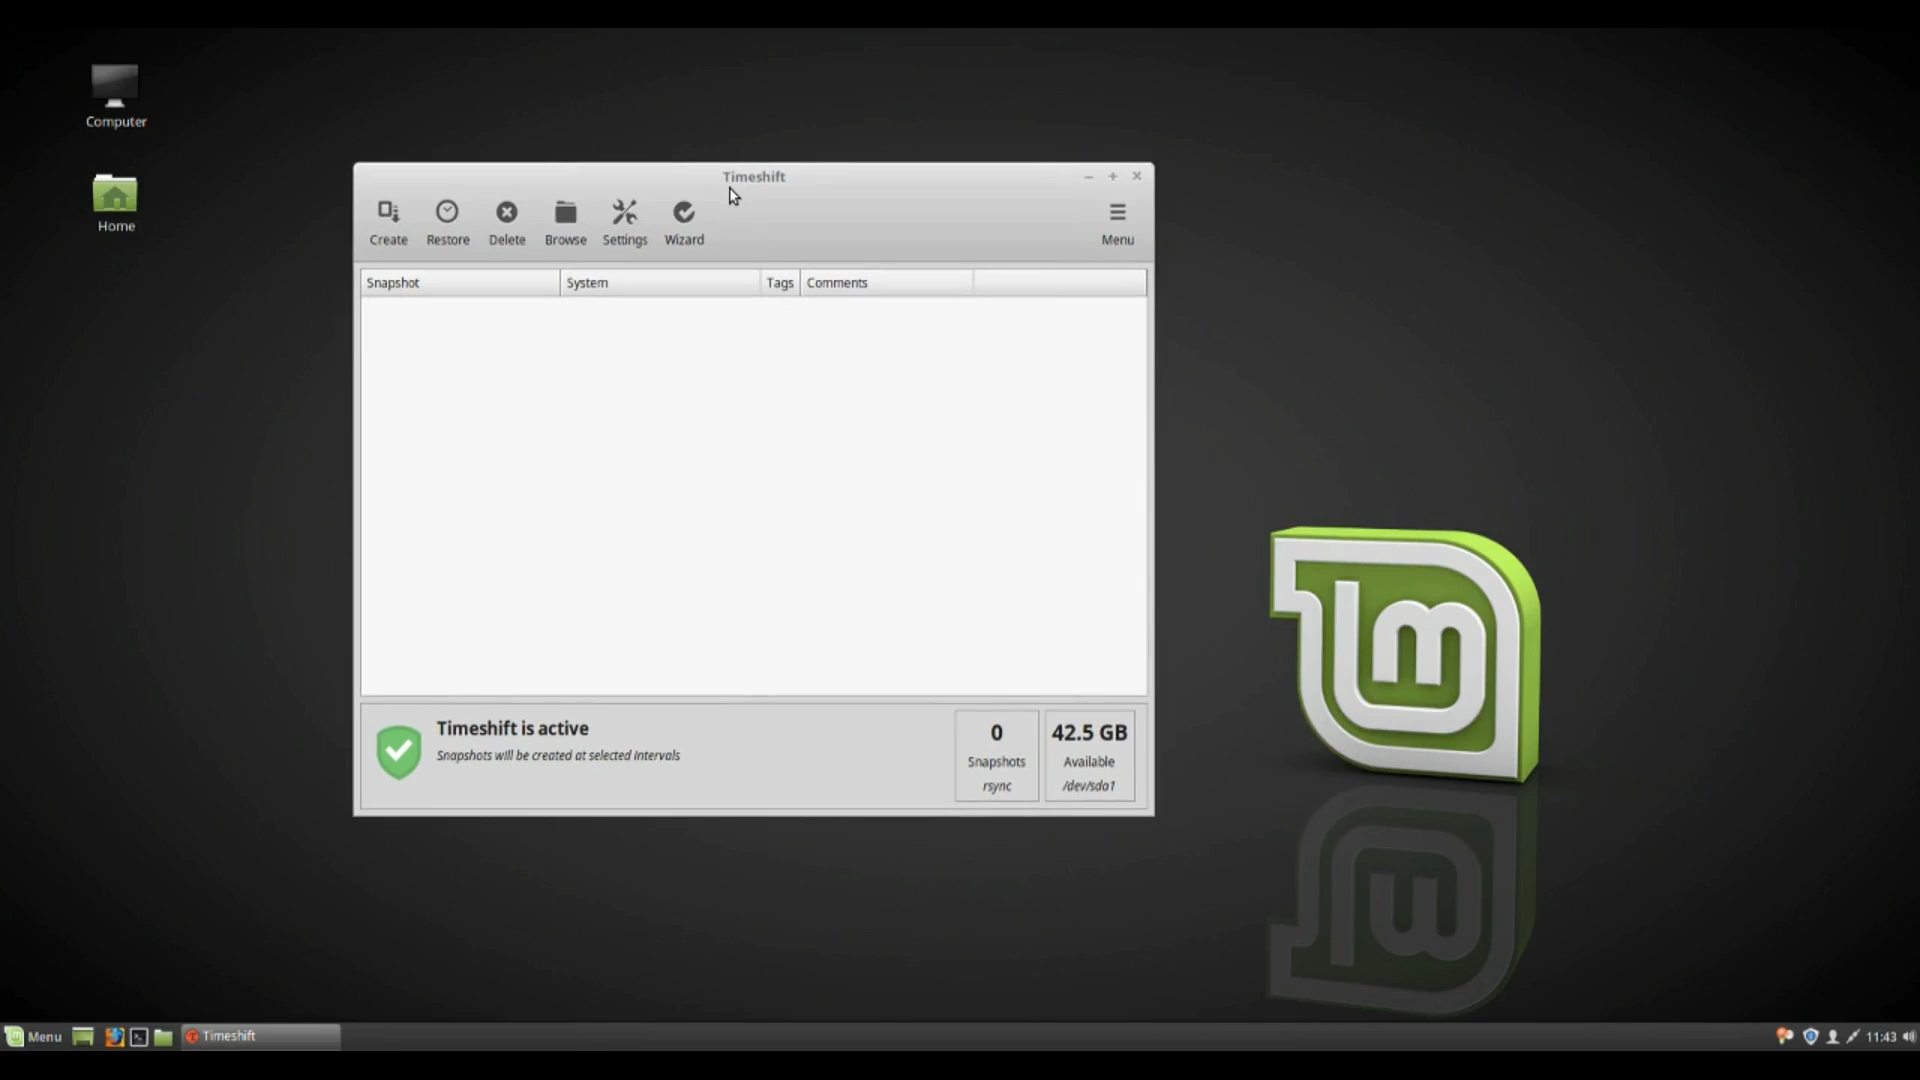 Computer
Home
Timeshift
Create Restore Delete Browse Settings Wizard Menu
Snapshot System Tags Comments
Timeshift is active
Snapshots will be created at selected intervals
0
Snapshots
rsync
42.5 GB
Available
/dev/sda1
lm
Menu Timeshift 11:43